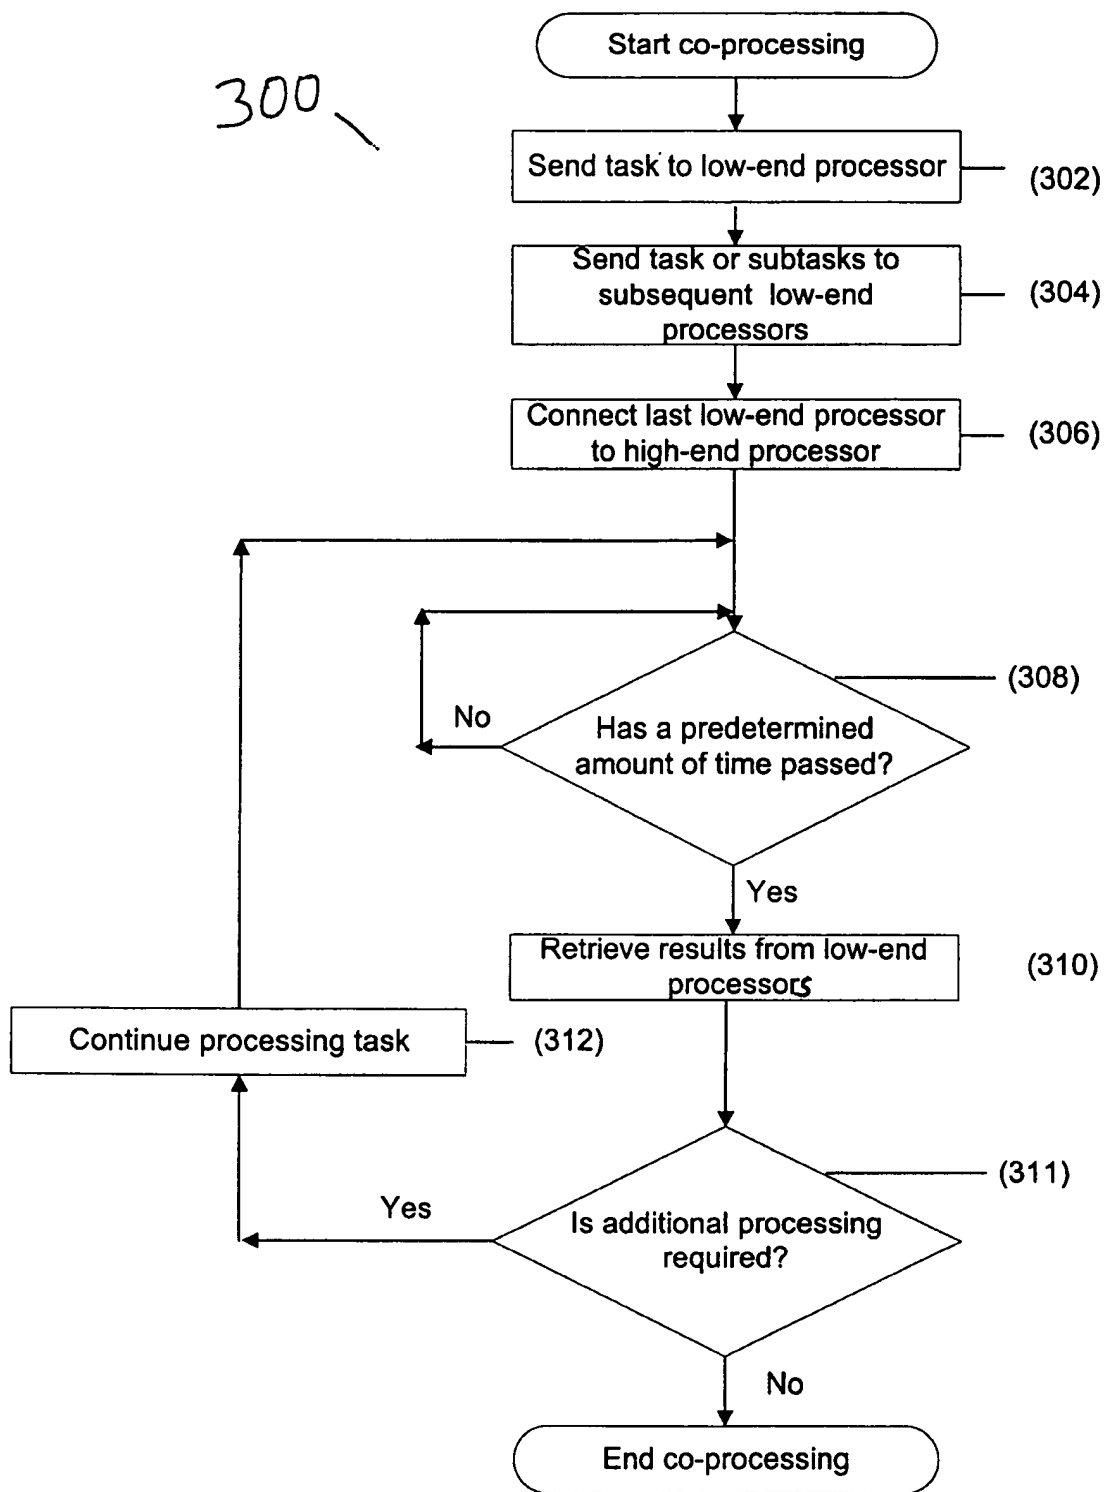 Start co-processing
300
Send task to low-end processor
(302)
Send task or subtasks to
subsequent low-end
processors
(304)
Connect last low-end processor
to high-end processor
(306)
(308)
No
Has a predetermined
amount of time passed?
Yes
Retrieve results from low-end
processors
(310)
Continue processing task
(312)
(311)
Yes
Is additional processing
required?
No
End co-processing